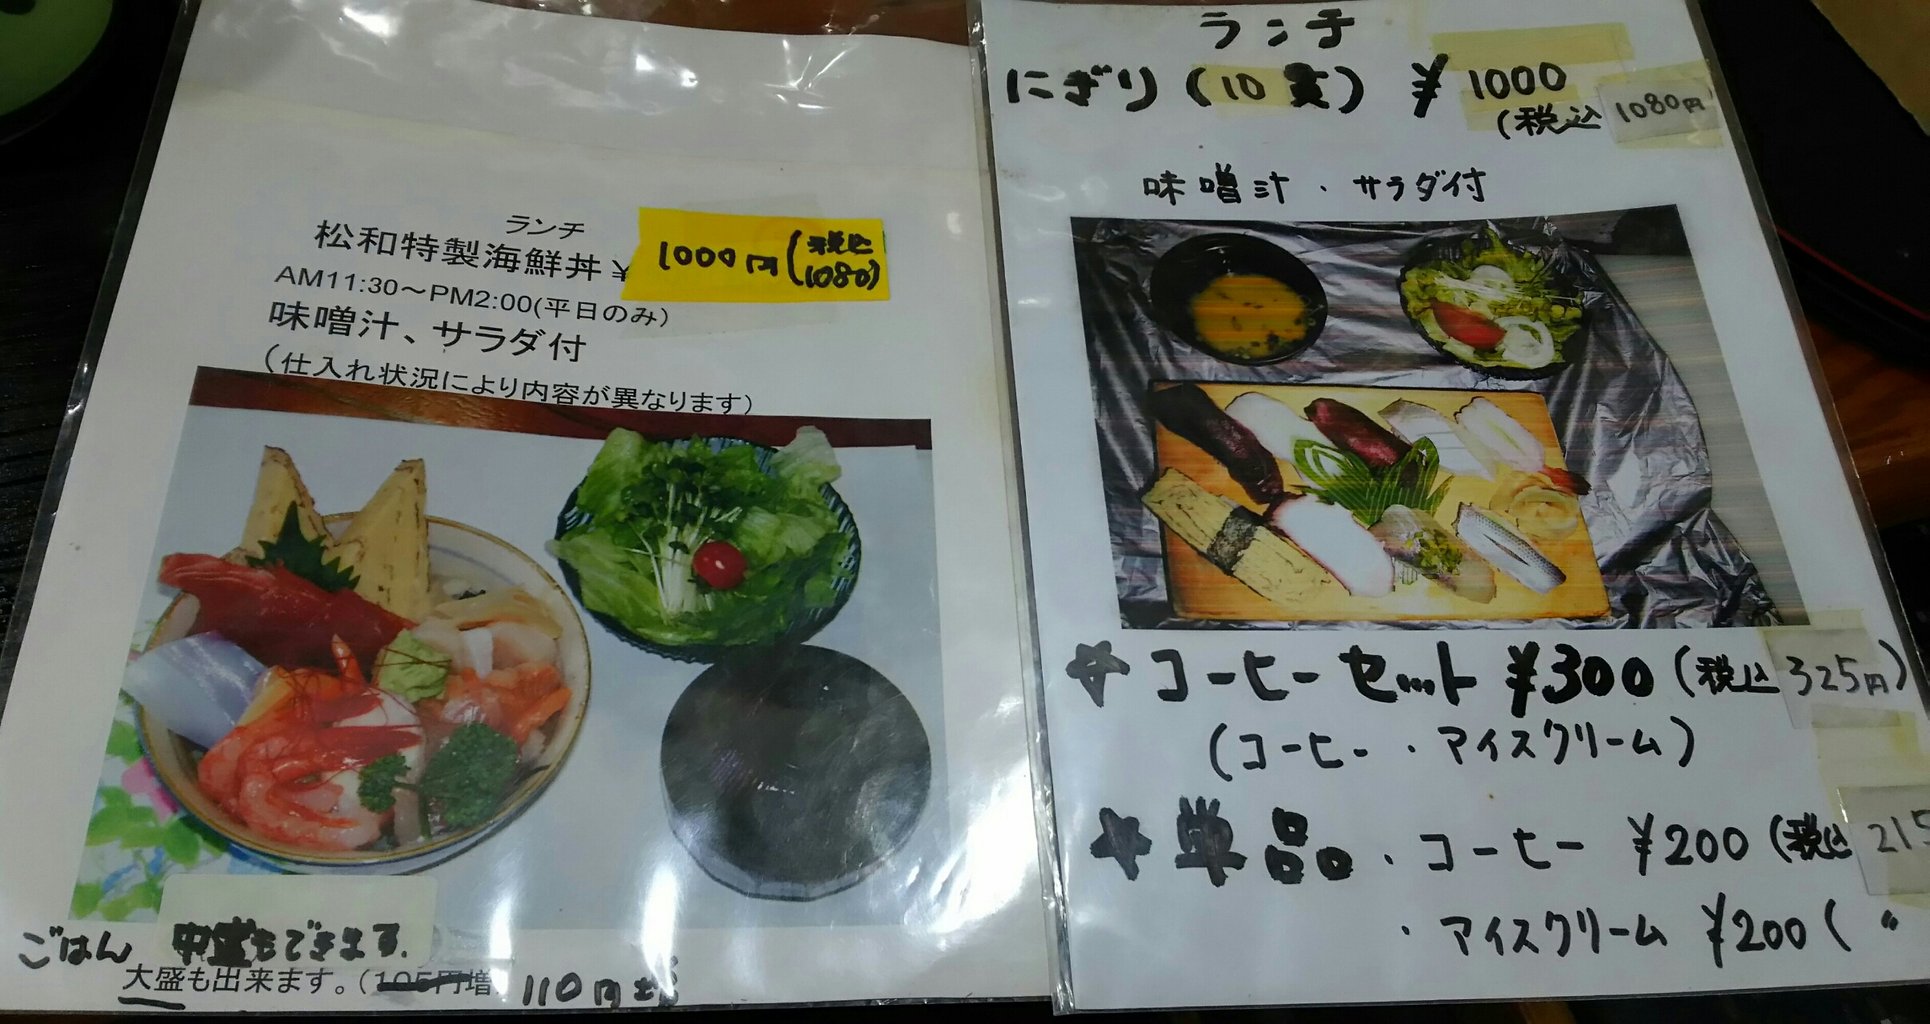 ランチ
松和特製海鮮丼¥ 1000円(税込
1080)
AM11:30～PM2:00(平日のみ)
味噌汁、サラダ付
(仕入れ状況により内容が異なります)
ごはん 中盛もできます.
大盛も出来ます。(105円増 110円増
ランチ
にぎり(10貫) ¥1000
(税込 1080円
味噌汁・サラダ付
☆コーヒーセット ¥300(税込 325円)
(コーヒー・アイスクリーム)
☆単品。・コーヒー ¥200(税込 215
・アイスクリーム ¥200( 〃